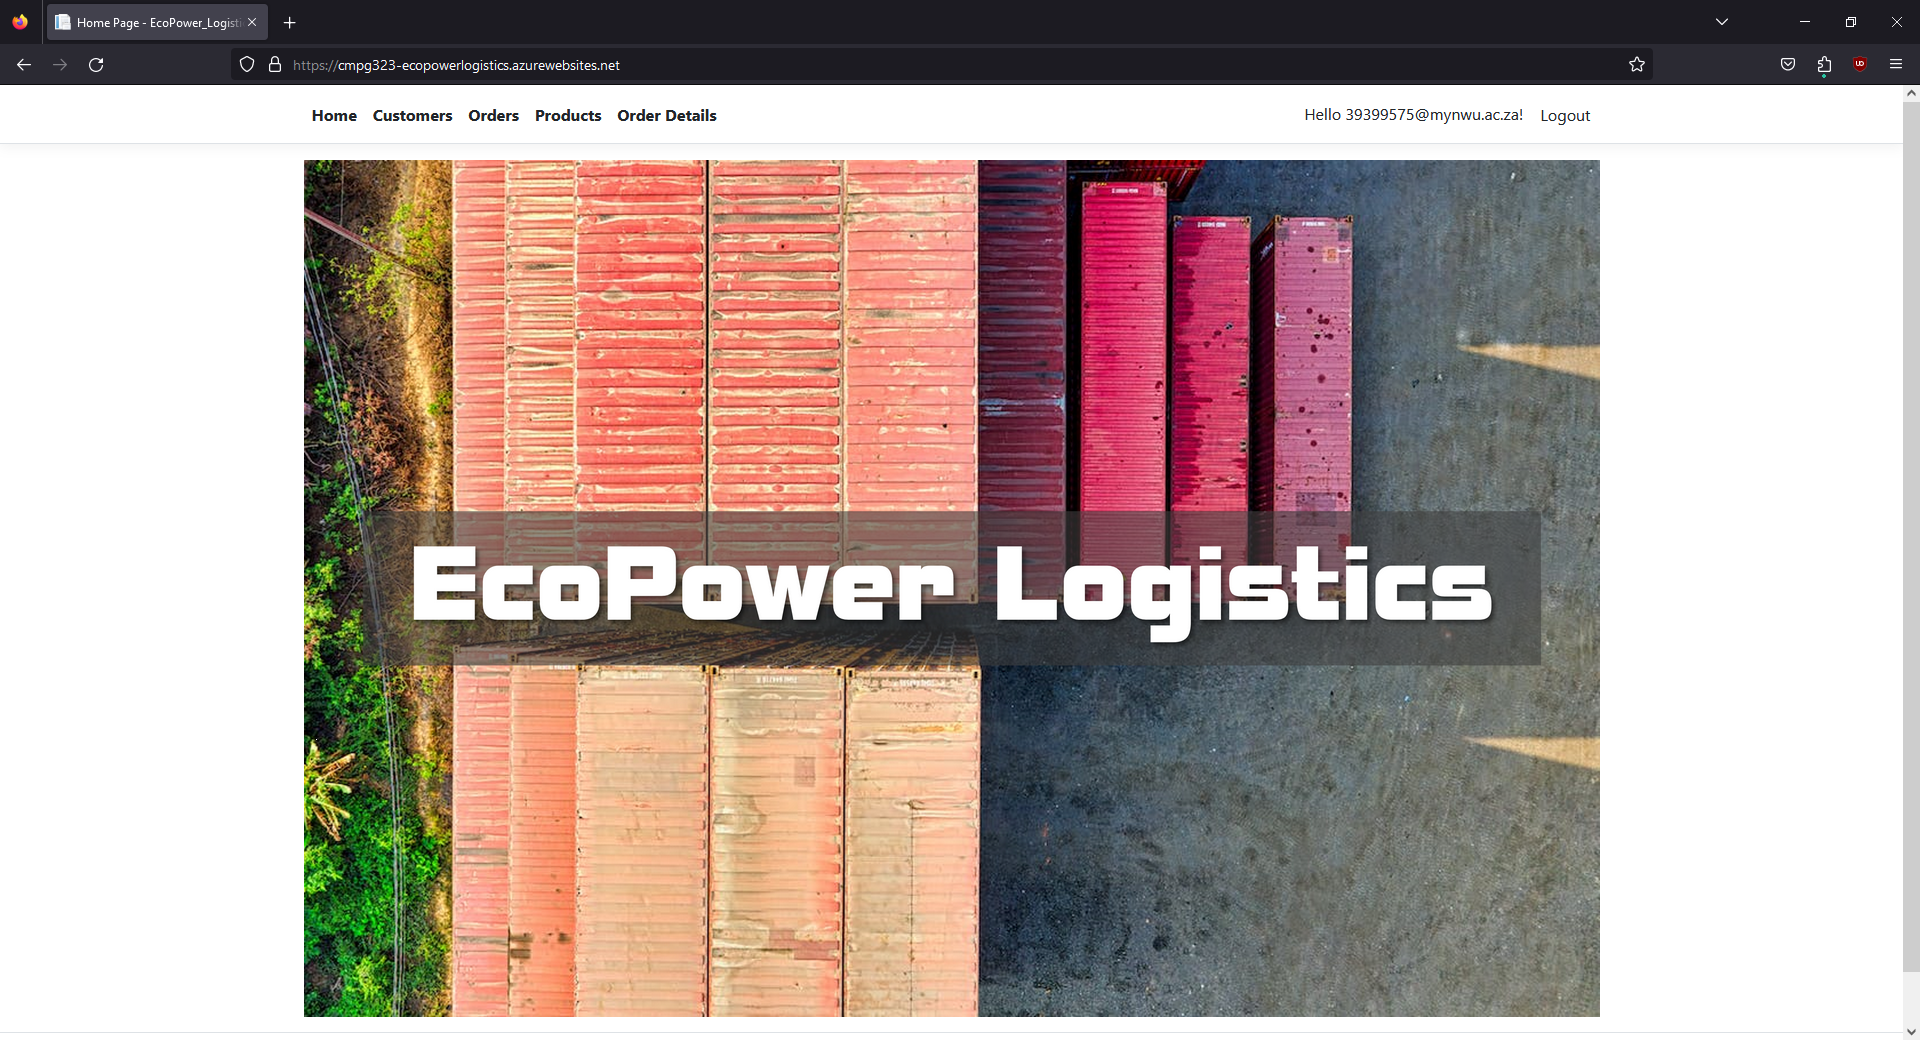 Home Page - EcoPower_Logisti
https://cmpg323-ecopowerlogistics.azurewebsites.net
Home Customers Orders Products Order Details Hello 39399575@mynwu.ac.za! Logout
EcoPower Logistics